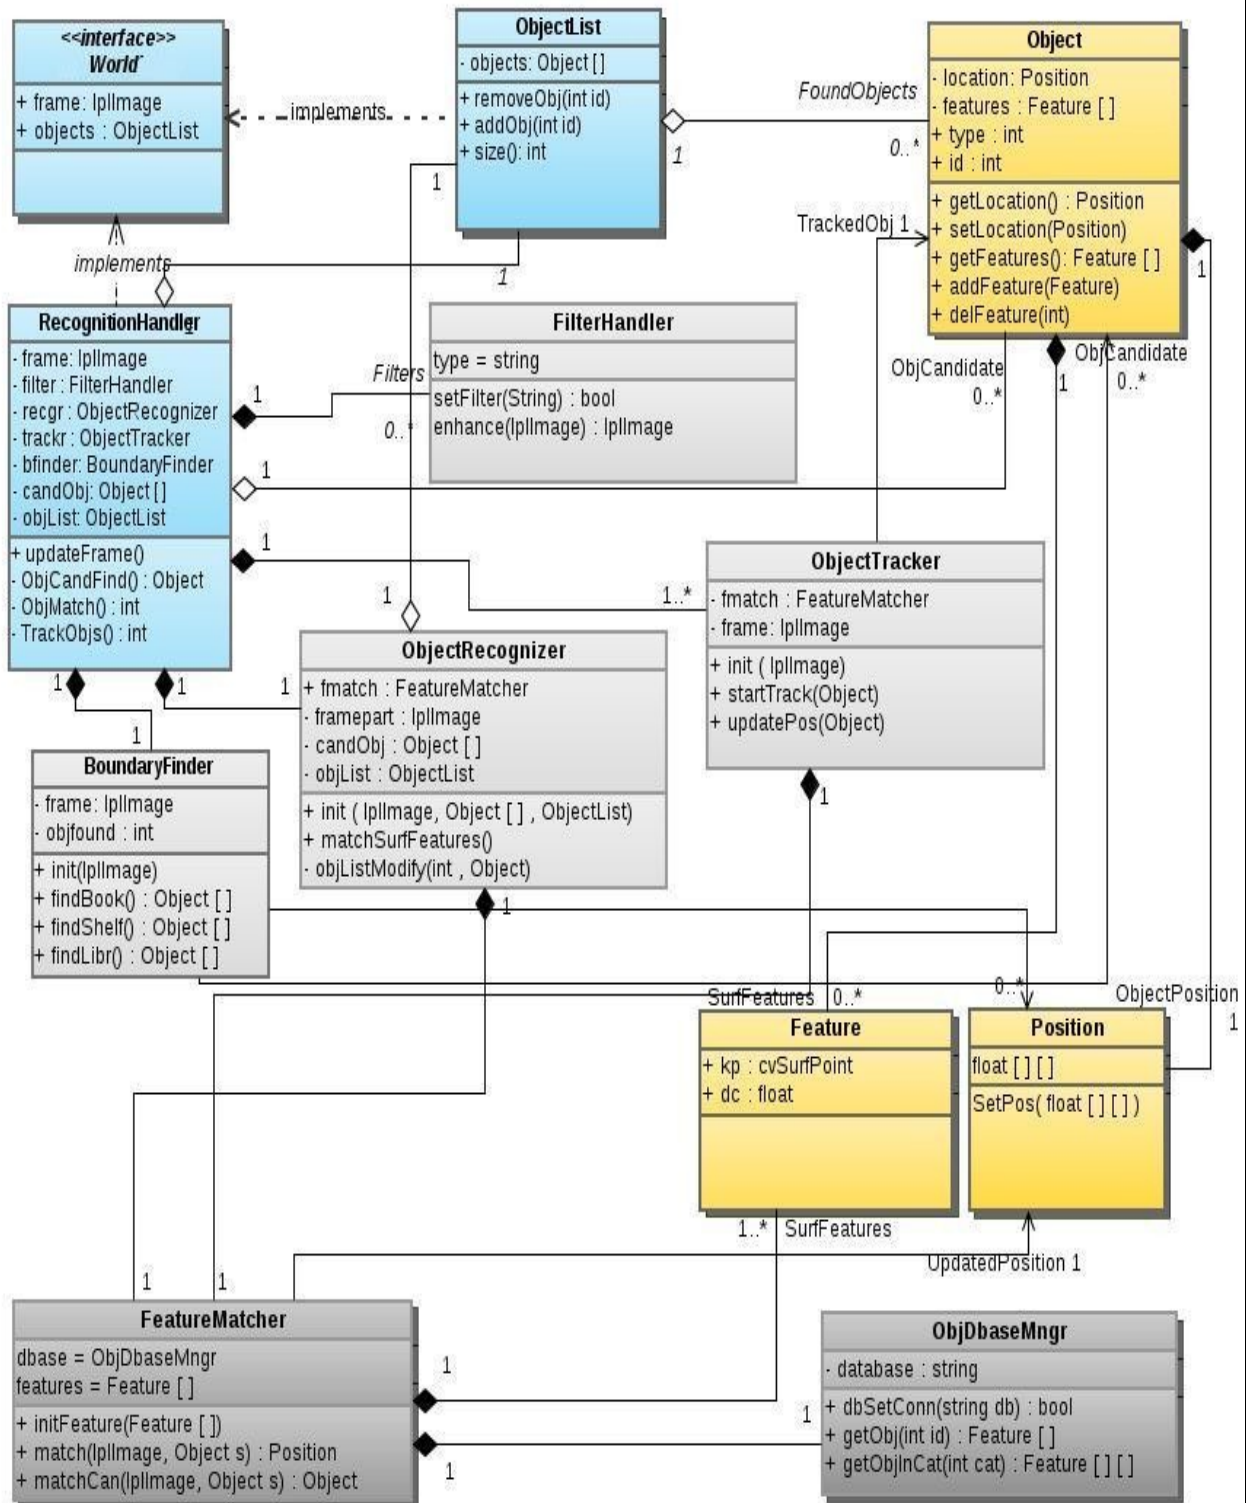 <<interface>>
World
+ frame: IplImage
+ objects : ObjectList
implements
ObjectList
- objects: Object [ ]
+ removeObj(int id)
+ addObj(int id)
+ size(): int
FoundObjects
1
0..*
Object
- location: Position
- features : Feature [ ]
+ type : int
+ id : int
+ getLocation() : Position
+ setLocation(Position)
+ getFeatures(): Feature [ ]
+ addFeature(Feature)
+ delFeature(int)
1
TrackedObj 1
1
implements
1
RecognitionHandler
- frame: IplImage
- filter : FilterHandler
- recgr : ObjectRecognizer
- trackr : ObjectTracker
- bfinder: BoundaryFinder
- candObj: Object [ ]
- objList: ObjectList
+ updateFrame()
- ObjCandFind() : Object
- ObjMatch() : int
- TrackObjs() : int
1
Filters
0..*
FilterHandler
type = string
setFilter(String) : bool
enhance(IplImage) : IplImage
ObjCandidate
0..*
1
ObjCandidate
0..*
1
1
1..*
1
ObjectTracker
- fmatch : FeatureMatcher
- frame: IplImage
+ init ( IplImage)
+ startTrack(Object)
+ updatePos(Object)
1
1
1
1
1
ObjectRecognizer
+ fmatch : FeatureMatcher
- framepart : IplImage
- candObj : Object [ ]
- objList : ObjectList
+ init ( IplImage, Object [ ] , ObjectList)
+ matchSurfFeatures()
- objListModify(int , Object)
1
BoundaryFinder
- frame: IplImage
- objfound : int
+ init(IplImage)
+ findBook() : Object [ ]
+ findShelf() : Object [ ]
+ findLibr() : Object [ ]
SurfFeatures
0..*
0..*
ObjectPosition
1
Feature
+ kp : cvSurfPoint
+ dc : float
Position
float [ ] [ ]
SetPos( float [ ] [ ] )
1..*
SurfFeatures
UpdatedPosition 1
1
1
FeatureMatcher
dbase = ObjDbaseMngr
features = Feature [ ]
+ initFeature(Feature [ ])
+ match(IplImage, Object s) : Position
+ matchCan(IplImage, Object s) : Object
1
1
1
ObjDbaseMngr
- database : string
+ dbSetConn(string db) : bool
+ getObj(int id) : Feature [ ]
+ getObjInCat(int cat) : Feature [ ] [ ]